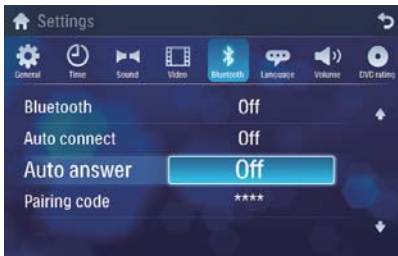 Settings
General Time Sound Video Bluetooth Language Volume DVD rating
Bluetooth Off
Auto connect Off
Auto answer Off
Pairing code ****